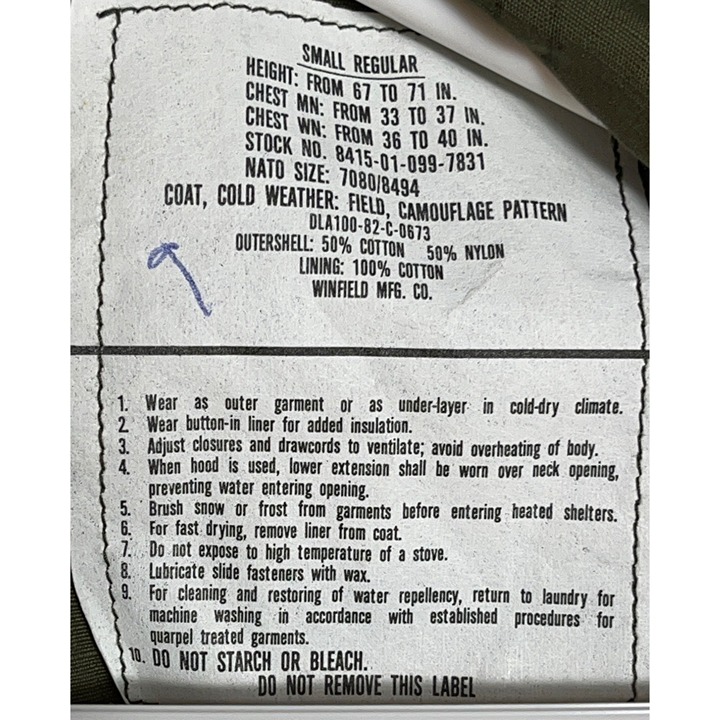 SMALL REGULAR
HEIGHT: FROM 67 TO 71 IN.
CHEST MN: FROM 33 TO 37 IN.
CHEST WN: FROM 36 TO 40 IN.
STOCK NO. 8415-01-099-7831
NATO SIZE: 7080/8494
COAT, COLD WEATHER: FIELD, CAMOUFLAGE PATTERN
DLA100-82-C-0673
OUTERSHELL: 50% COTTON 50% NYLON
LINING: 100% COTTON
WINFIELD MFG. CO.
1. Wear as outer garment or as under-layer in cold-dry climate.
2. Wear button-in liner for added insulation.
3. Adjust closures and drawcords to ventilate; avoid overheating of body.
4. When hood is used, lower extension shall be worn over neck opening,
preventing water entering opening.
5. Brush snow or frost from garments before entering heated shelters.
6. For fast drying, remove liner from coat.
7. Do not expose to high temperature of a stove.
8. Lubricate slide fasteners with wax.
9. For cleaning and restoring of water repellency, return to laundry for
machine washing in accordance with established procedures for
quarpel treated garments.
10. DO NOT STARCH OR BLEACH.
DO NOT REMOVE THIS LABEL